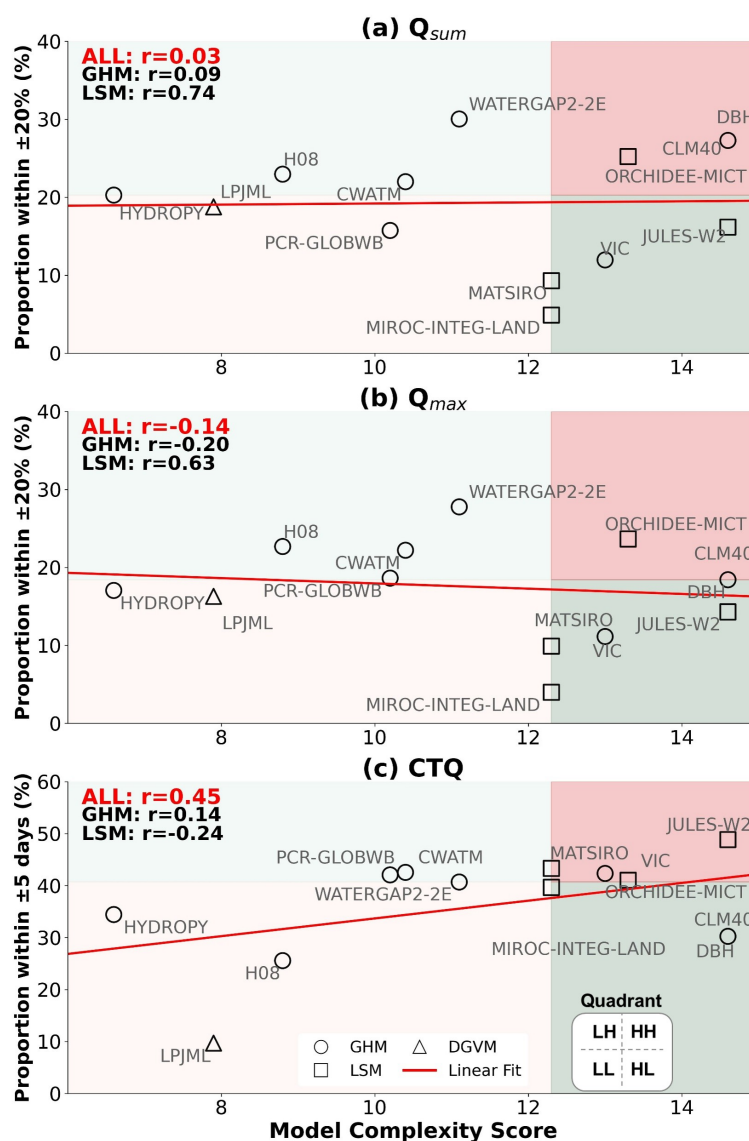 (a) Qsum
Proportion within ±20% (%)
40
30
20
10
0
ALL: r=0.03
GHM: r=0.09
LSM: r=0.74
WATERGAP2-2E
DBH
H08
CLM40
LPJML
CWATM
ORCHIDEE-MICT
HYDROPY
PCR-GLOBWB
VIC
JULES-W2
MATSIRO
MIROC-INTEG-LAND
8 10 12 14
(b) Qmax
Proportion within ±20% (%)
40
30
20
10
0
ALL: r=-0.14
GHM: r=-0.20
LSM: r=0.63
WATERGAP2-2E
H08
ORCHIDEE-MICT
CWATM
CLM40
PCR-GLOBWB
DBH
HYDROPY
LPJML
MATSIRO
JULES-W2
VIC
MIROC-INTEG-LAND
8 10 12 14
(c) CTQ
Proportion within ±5 days (%)
60
50
40
30
20
10
0
ALL: r=0.45
GHM: r=0.14
LSM: r=-0.24
JULES-W2
PCR-GLOBWB
CWATM
MATSIRO
VIC
WATERGAP2-2E
ORCHIDEE-MICT
HYDROPY
CLM40
H08
MIROC-INTEG-LAND
DBH
LPJML
Quadrant
LH HH
LL HL
GHM
DGVM
LSM
Linear Fit
8 10 12 14
Model Complexity Score